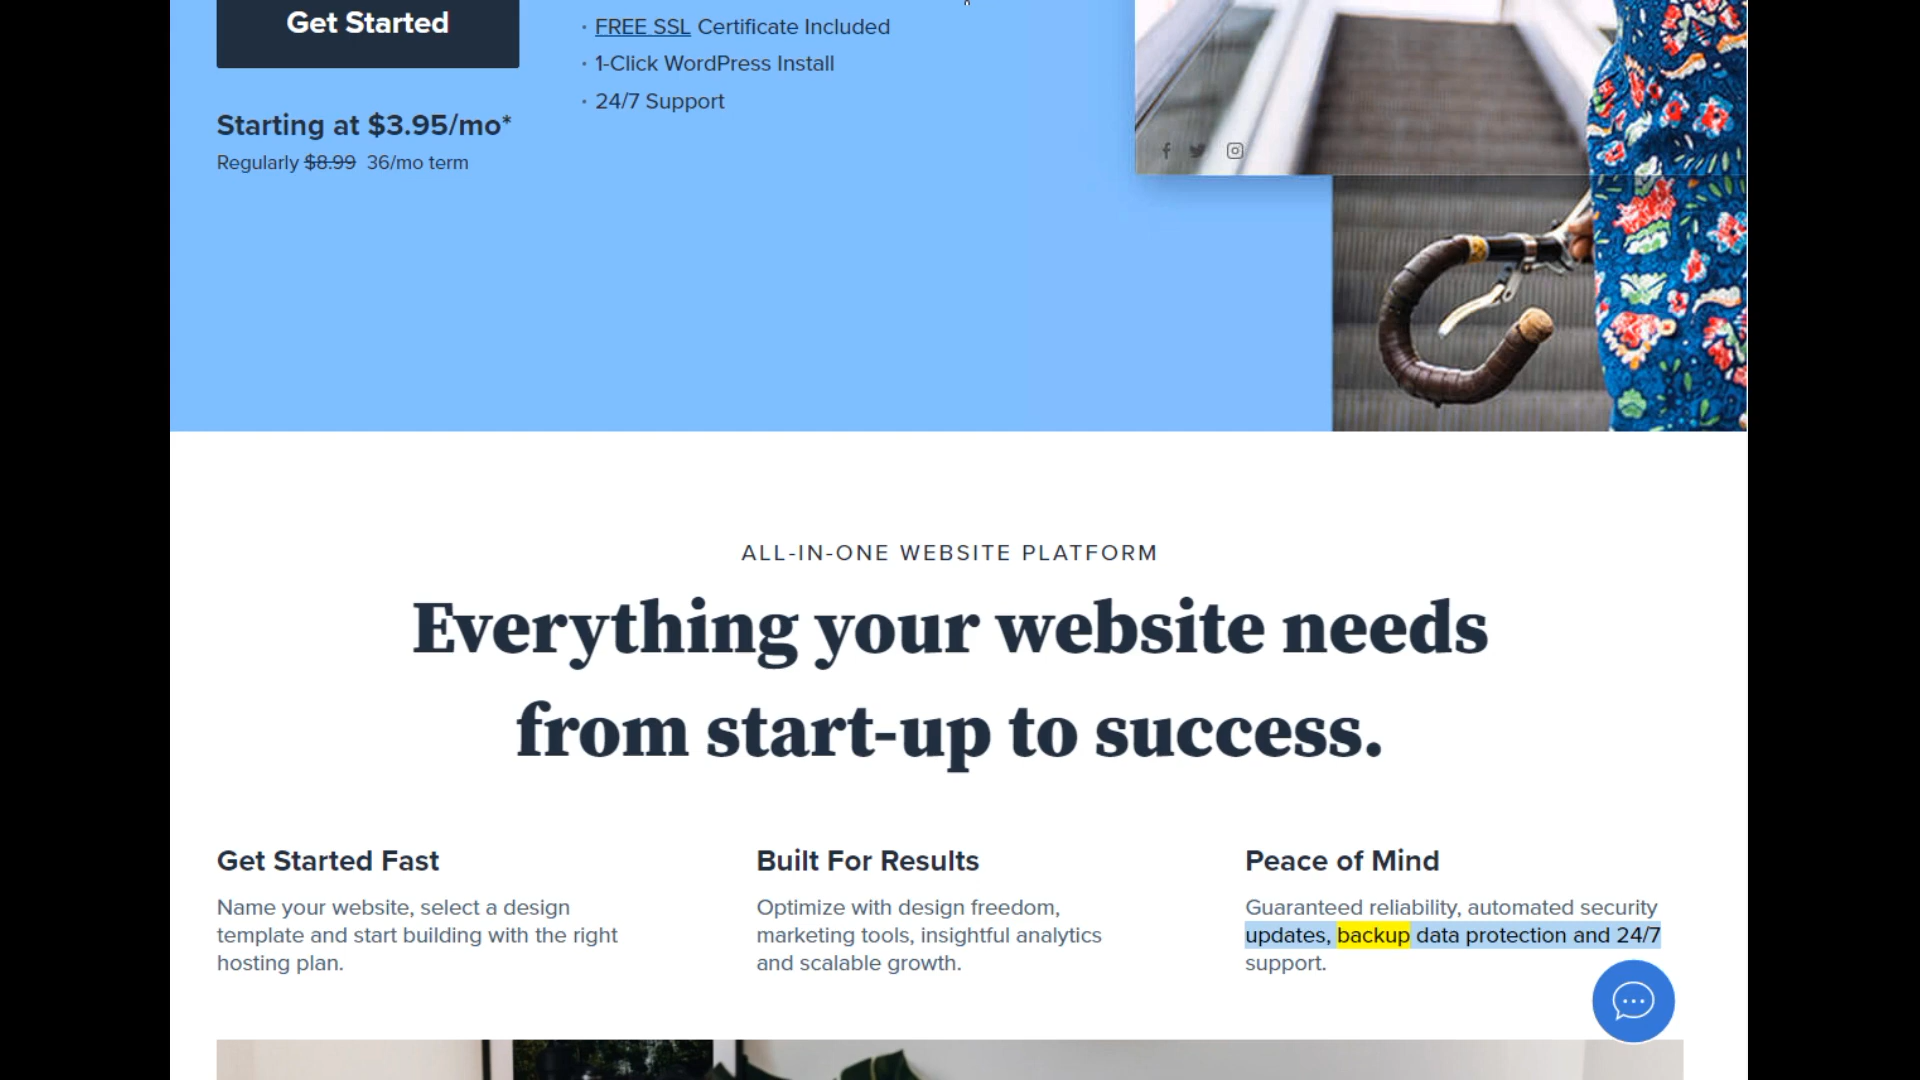 Get Started
· FREE SSL Certificate Included
· 1-Click WordPress Install
· 24/7 Support
Starting at $3.95/mo*
Regularly $8.99 36/mo term
ALL-IN-ONE WEBSITE PLATFORM
Everything your website needs
from start-up to success.
Get Started Fast
Name your website, select a design
template and start building with the right
hosting plan.
Built For Results
Optimize with design freedom,
marketing tools, insightful analytics
and scalable growth.
Peace of Mind
Guaranteed reliability, automated security
updates, backup data protection and 24/7
support.